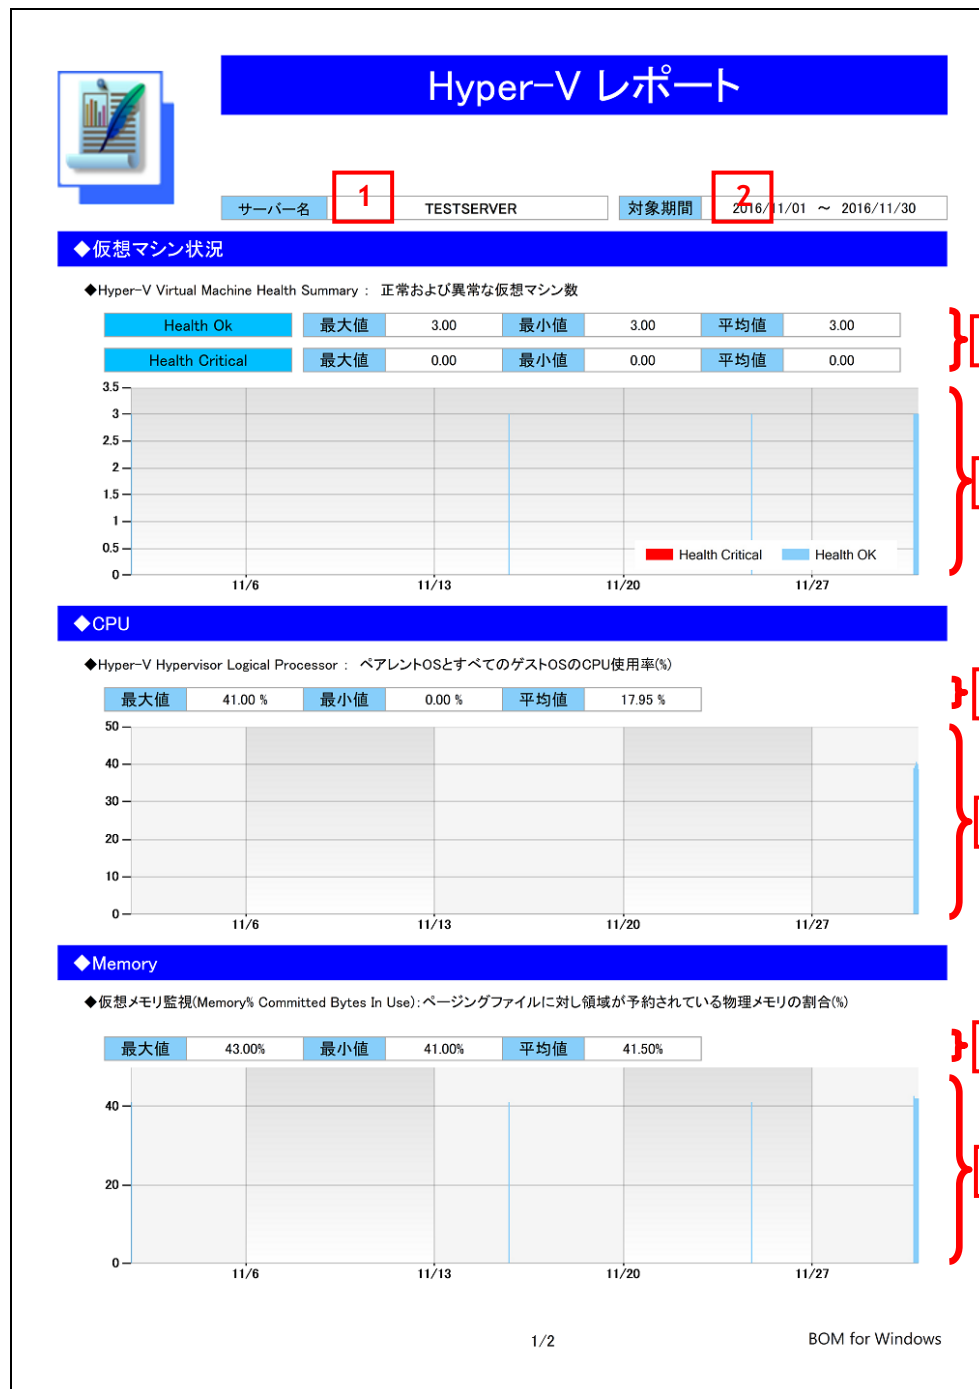 Hyper-V レポート
サーバー名 1 TESTSERVER 対象期間 2 2016/11/01 ～ 2016/11/30
◆仮想マシン状況
◆Hyper-V Virtual Machine Health Summary : 正常および異常な仮想マシン数
Health Ok 最大値 3.00 最小値 3.00 平均値 3.00
Health Critical 最大値 0.00 最小値 0.00 平均値 0.00
3.5
3
2.5
2
1.5
1
0.5
0
Health Critical Health OK
11/6 11/13 11/20 11/27
◆CPU
◆Hyper-V Hypervisor Logical Processor : ペアレントOSとすべてのゲストOSのCPU使用率(%)
最大値 41.00 % 最小値 0.00 % 平均値 17.95 %
50
40
30
20
10
0
11/6 11/13 11/20 11/27
◆Memory
◆仮想メモリ監視(Memory% Committed Bytes In Use):ページングファイルに対し領域が予約されている物理メモリの割合(%)
最大値 43.00% 最小値 41.00% 平均値 41.50%
40
20
0
11/6 11/13 11/20 11/27
1/2 BOM for Windows